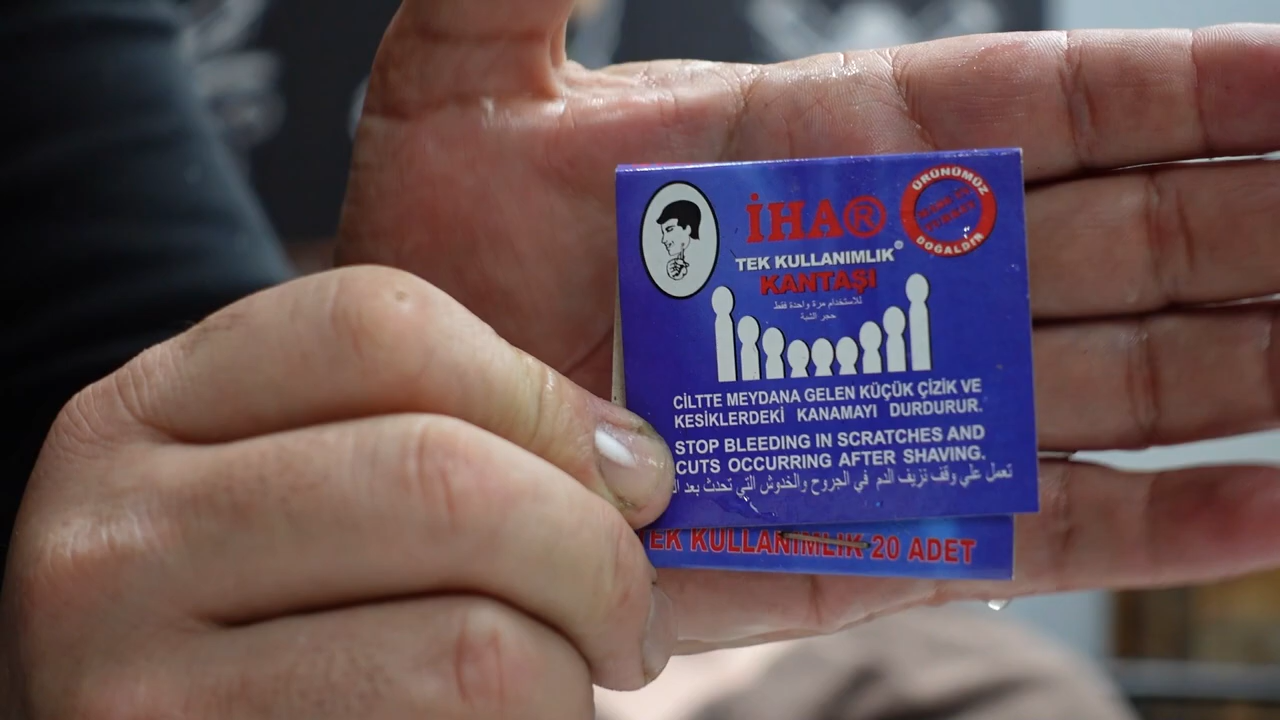 İHA®
ÜRÜNÜMÜZ
DOĞALDIR
TEK KULLANIMLIK®
KANTAŞI
للاستخدام مرة واحدة فقط
حجر الشبة
CİLTTE MEYDANA GELEN KÜÇÜK ÇİZİK VE
KESİKLERDEKİ KANAMAYI DURDURUR.
STOP BLEEDING IN SCRATCHES AND
CUTS OCCURRING AFTER SHAVING.
تعمل علي وقف نزيف الدم في الجروح والخدوش التي تحدث بعد
TEK KULLANIMLIK 20 ADET